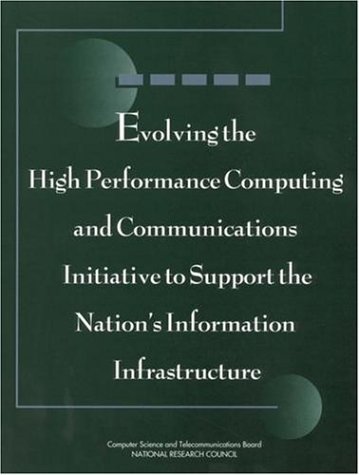 Evolving the
High Performance Computing
and Communications
Initiative to Support the
Nation's Information
Infrastructure
Computer Science and Telecommunications Board
NATIONAL RESEARCH COUNCIL